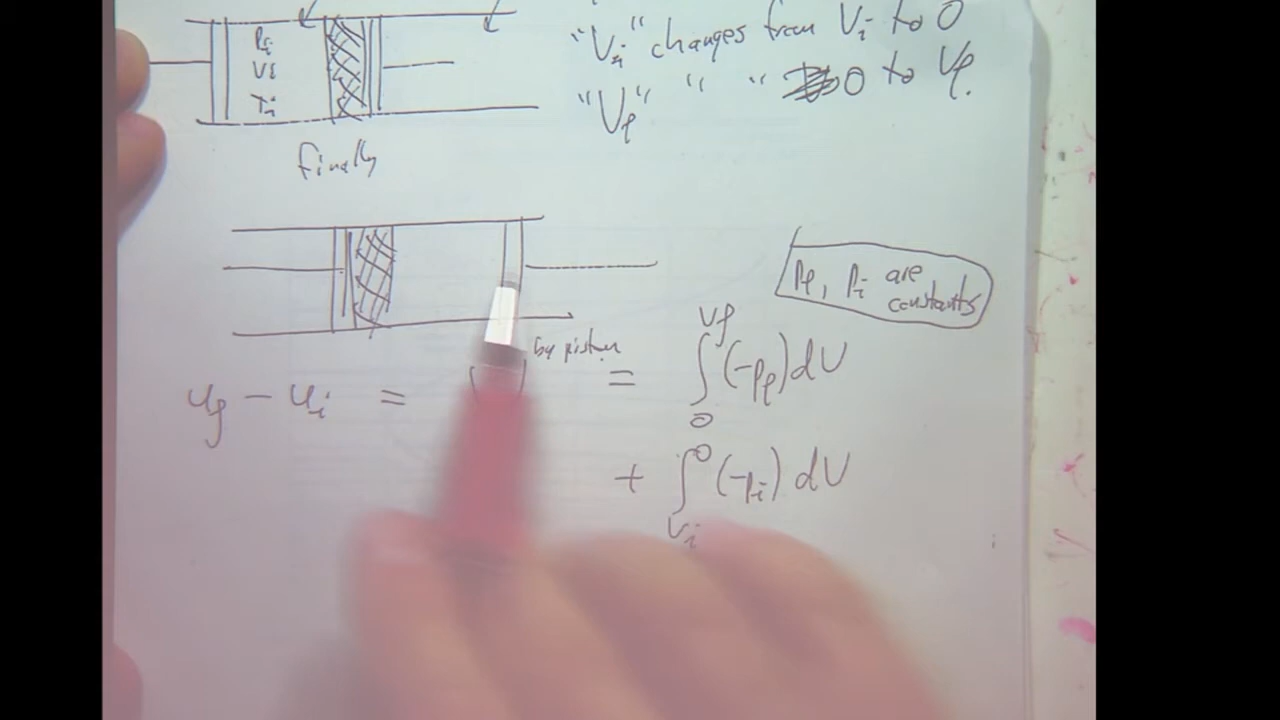 "Vi" changes from Vi to 0
Pi
Vi
Ti
"Vf" " " 0 to Vf.
finally
Pf, Pi are
constants
by piston
Uf - Ui = ( ) = ∫₀^Vf (-Pf) dV
+ ∫_Vi^0 (-Pi) dV